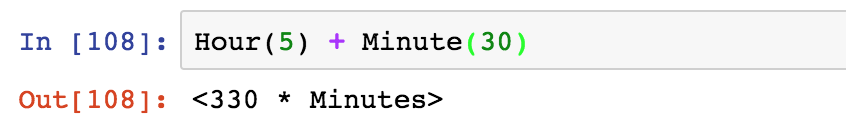 In [108]: Hour(5) + Minute(30)
Out[108]: <330 * Minutes>